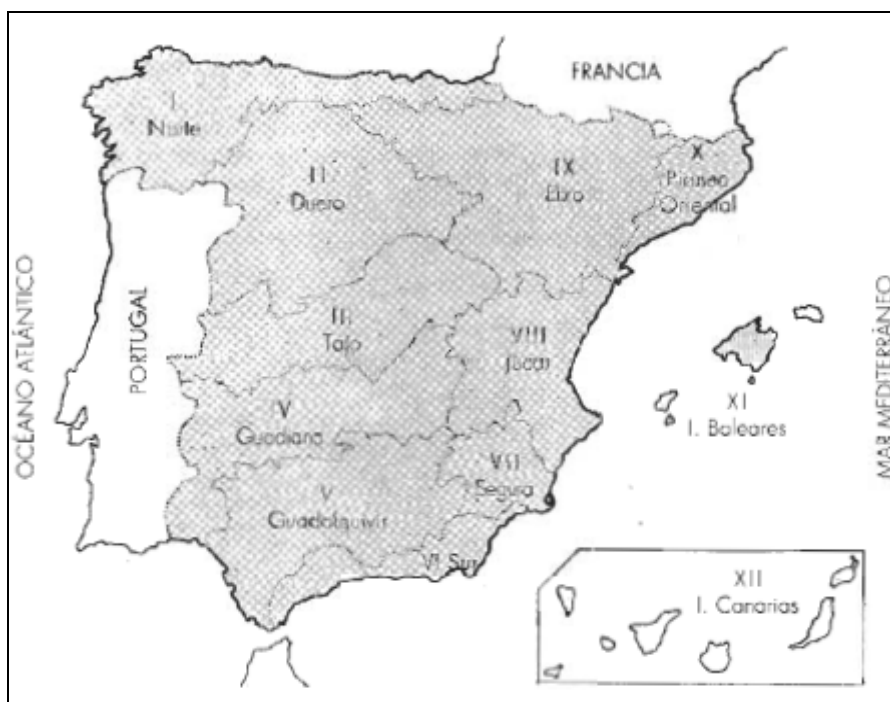 FRANCIA
I
Norte
II
Duero
IX
Ebro
X
Pirineo
Oriental
OCÉANO ATLÁNTICO
PORTUGAL
III
Tajo
VIII
Júcar
MAR MEDITERRÁNEO
XI
I. Baleares
V
Guadiana
VII
Segura
V
Guadalquivir
VI Sur
XII
I. Canarias